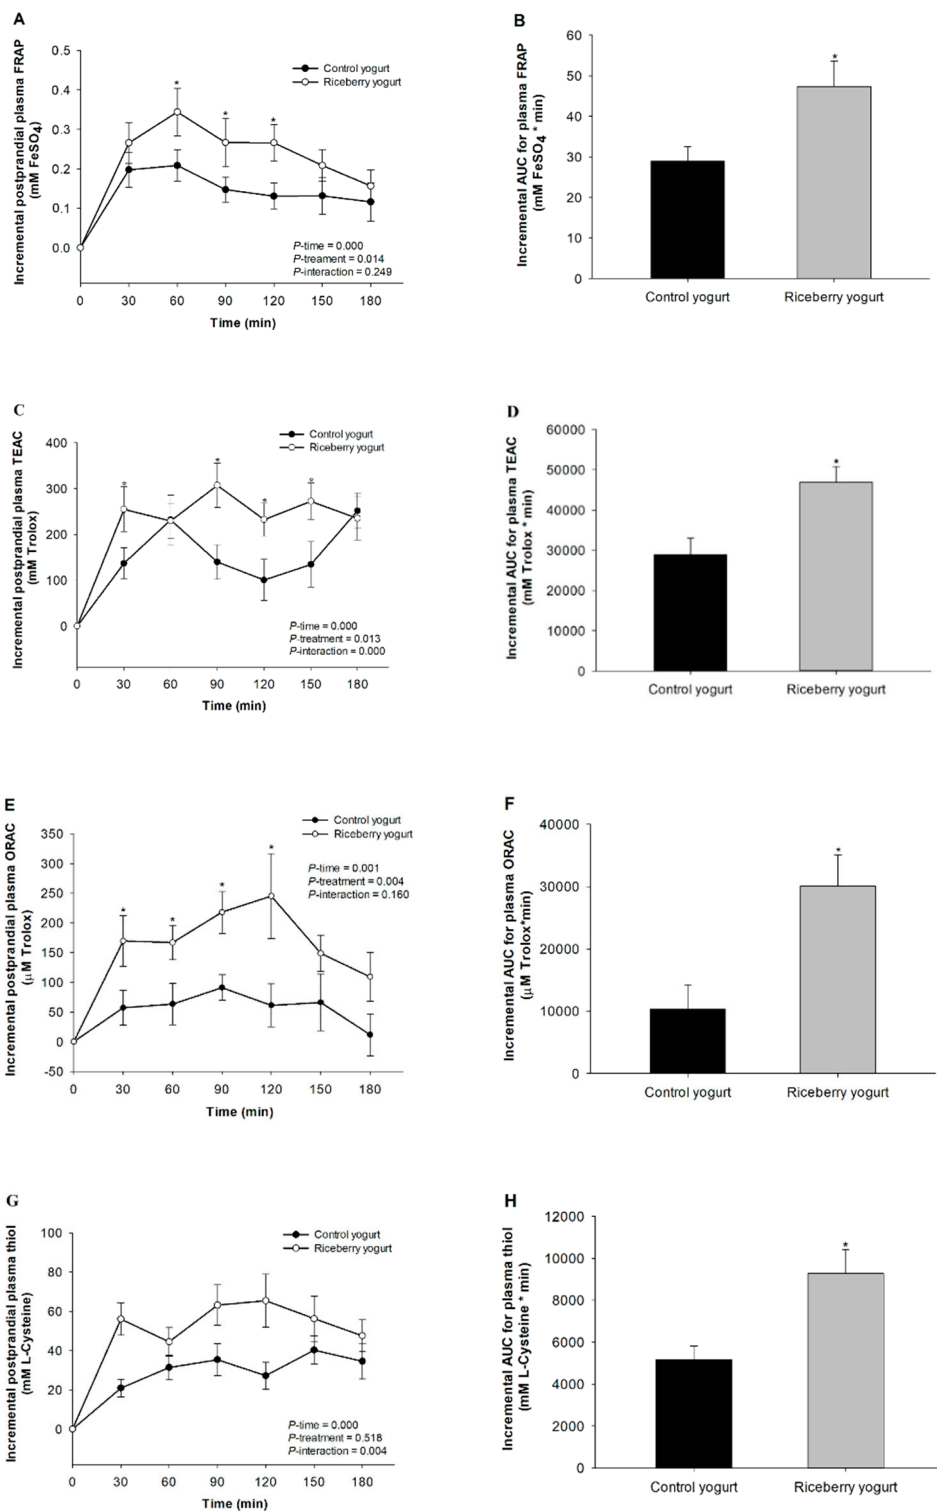 A
Incremental postprandial plasma FRAP
(mM FeSO4)
0.5
0.4
0.3
0.2
0.1
0.0
Control yogurt
Riceberry yogurt
*
*
*
P-time = 0.000
P-treament = 0.014
P-interaction = 0.249
0 30 60 90 120 150 180
Time (min)
B
Incremental AUC for plasma FRAP
(mM FeSO4 * min)
60
50
40
30
20
10
0
*
Control yogurt Riceberry yogurt
C
Incremental postprandial plasma TEAC
(mM Trolox)
400
300
200
100
0
Control yogurt
Riceberry yogurt
*
*
*
*
P-time = 0.000
P-treatment = 0.013
P-interaction = 0.000
0 30 60 90 120 150 180
Time (min)
D
Incremental AUC for plasma TEAC
(mM Trolox * min)
60000
50000
40000
30000
20000
10000
0
*
Control yogurt Riceberry yogurt
E
Incremental postprandial plasma ORAC
(µM Trolox)
350
300
250
200
150
100
50
0
-50
Control yogurt
Riceberry yogurt
*
*
*
*
P-time = 0.001
P-treatment = 0.004
P-interaction = 0.160
0 30 60 90 120 150 180
Time (min)
F
Incremental AUC for plasma ORAC
(µM Trolox*min)
40000
30000
20000
10000
0
*
Control yogurt Riceberry yogurt
G
Incremental postprandial plasma thiol
(mM L-Cysteine)
100
80
60
40
20
0
Control yogurt
Riceberry yogurt
P-time = 0.000
P-treatment = 0.518
P-interaction = 0.004
0 30 60 90 120 150 180
Time (min)
H
Incremental AUC for plasma thiol
(mM L-Cysteine * min)
12000
10000
8000
6000
4000
2000
0
*
Control yogurt Riceberry yogurt